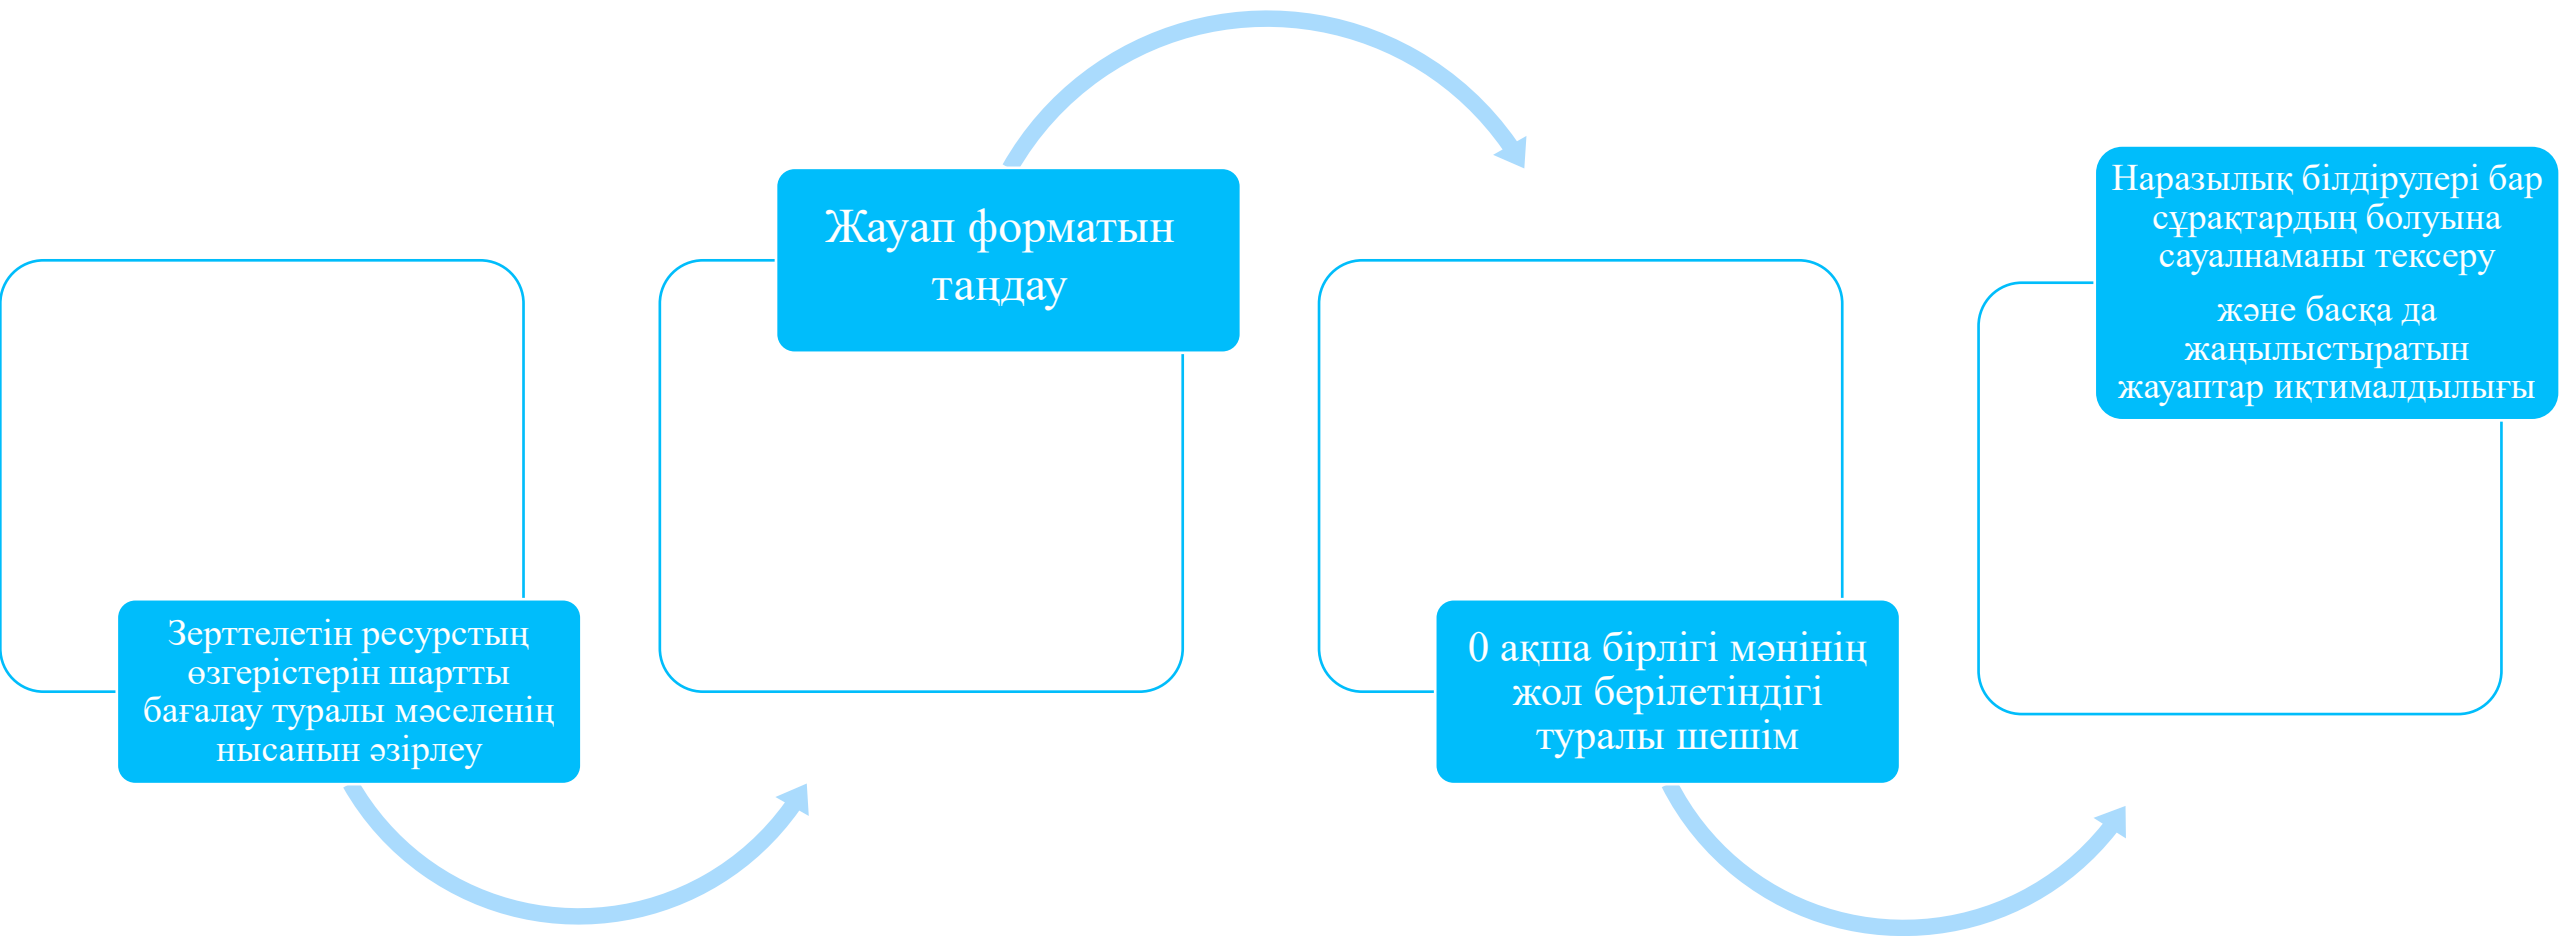 Зерттелетін ресурстың
өзгерістерін шартты
бағалау туралы мәселенің
нысанын әзірлеу
Жауап форматын
таңдау
0 ақша бірлігі мәнінің
жол берілетіндігі
туралы шешім
Наразылық білдірулері бар
сұрақтардың болуына
сауалнаманы тексеру
және басқа да
жаңылыстыратын
жауаптар иқтималдылығы